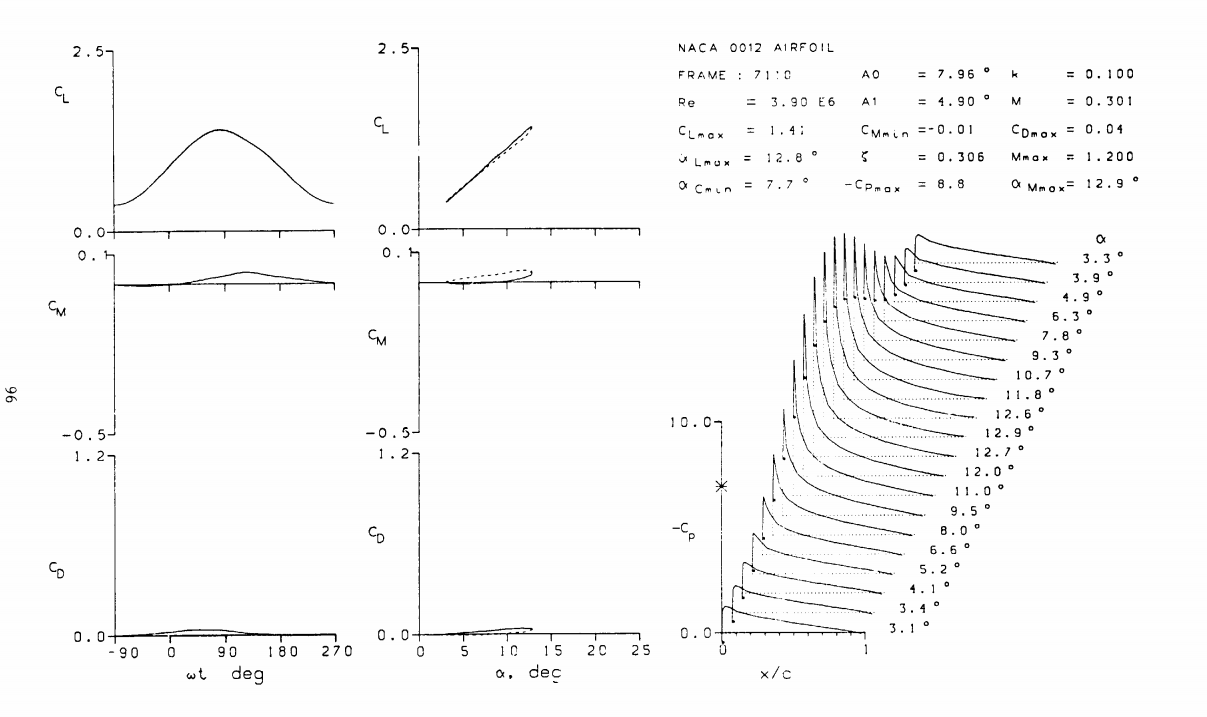 NACA 0012 AIRFOIL
FRAME : A0 = 7.96 ° k = 0.100
Re = 3.90 E6 A1 = 4.90 ° M = 0.301
CLmax = CMmin =-0.01 CDmax = 0.04
αLmax = 12.8 ° ζ = 0.306 Mmax = 1.200
αCmin = 7.7 ° -CPmax = 8.8 αMmax= 12.9 °
2.5
CL
0.0
0.1
CM
-0.5
1.2
CD
0.0
-90 0 90 180 270
ωt deg
2.5
CL
0.0
0.1
CM
-0.5
1.2
CD
0.0
0 5 10 15 20 25
α, deg
α
3.3 °
3.9 °
4.9 °
6.3 °
7.8 °
9.3 °
10.7 °
11.8 °
12.6 °
12.9 °
12.7 °
12.0 °
11.0 °
9.5 °
8.0 °
6.6 °
5.2 °
4.1 °
3.4 °
3.1 °
10.0
-Cp
0.0
0 1
x/c
96